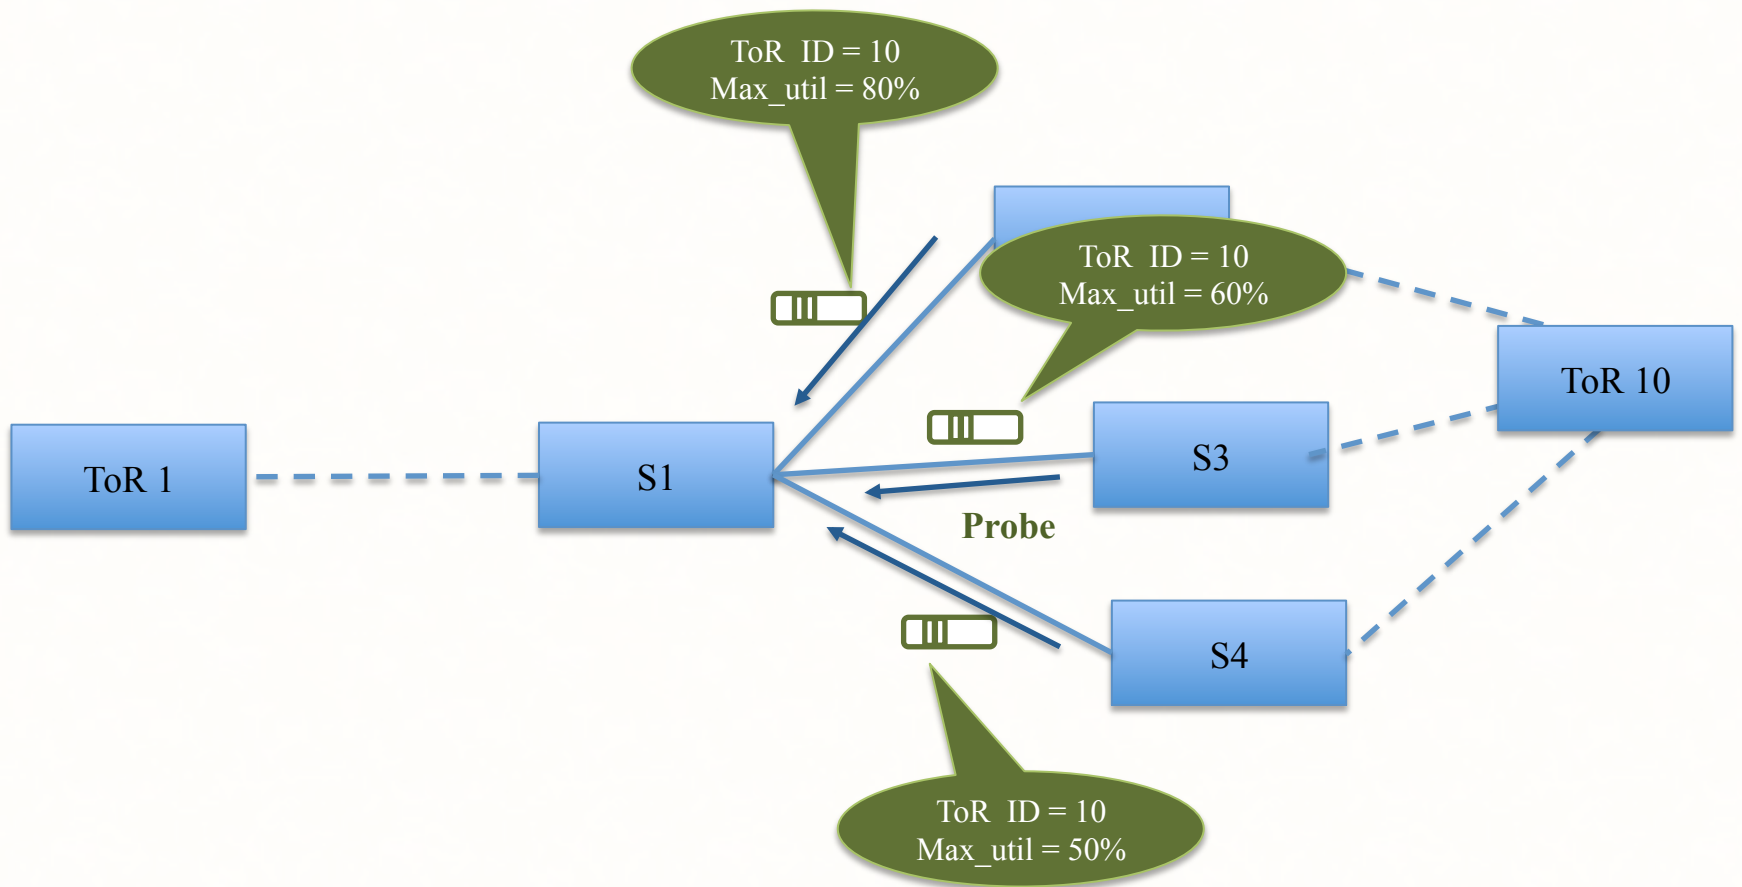 ToR ID = 10
Max_util = 80%
ToR ID = 10
Max_util = 60%
ToR 10
ToR 1
S1
S3
Probe
S4
ToR ID = 10
Max_util = 50%